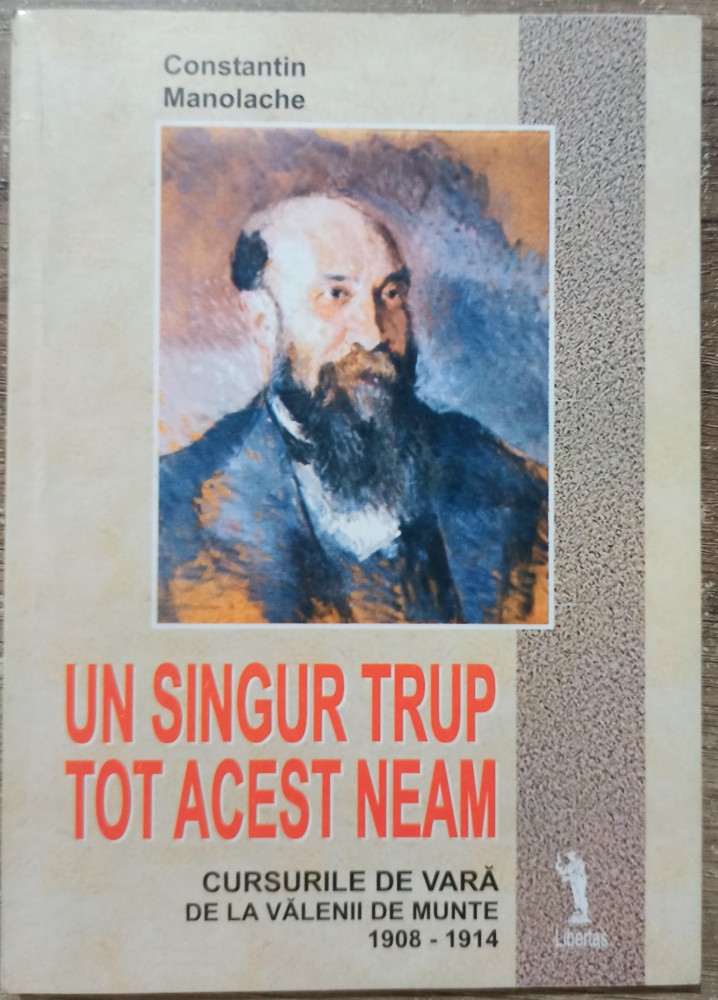 Constantin
Manolache
UN SINGUR TRUP
TOT ACEST NEAM
CURSURILE DE VARĂ
DE LA VĂLENII DE MUNTE
1908 - 1914
Libertas